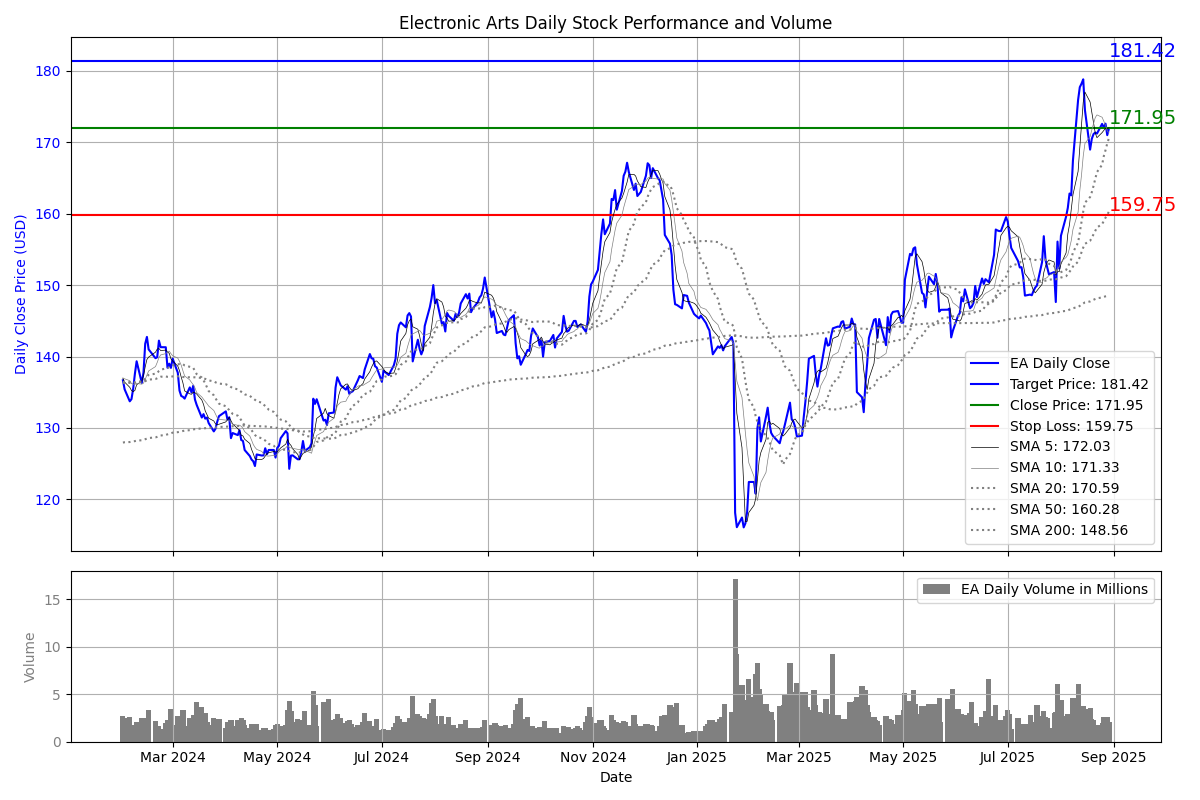 Electronic Arts Daily Stock Performance and Volume
Daily Close Price (USD)
180
170
160
150
140
130
120
181.42
171.95
159.75
EA Daily Close
Target Price: 181.42
Close Price: 171.95
Stop Loss: 159.75
SMA 5: 172.03
SMA 10: 171.33
SMA 20: 170.59
SMA 50: 160.28
SMA 200: 148.56
Volume
15
10
5
0
EA Daily Volume in Millions
Mar 2024 May 2024 Jul 2024 Sep 2024 Nov 2024 Jan 2025 Mar 2025 May 2025 Jul 2025 Sep 2025
Date